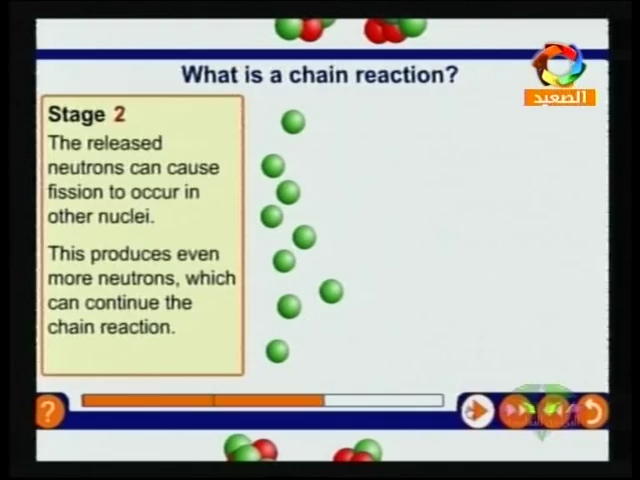 What is a chain reaction?
الصعيد
Stage 2
The released
neutrons can cause
fission to occur in
other nuclei.
This produces even
more neutrons, which
can continue the
chain reaction.
?